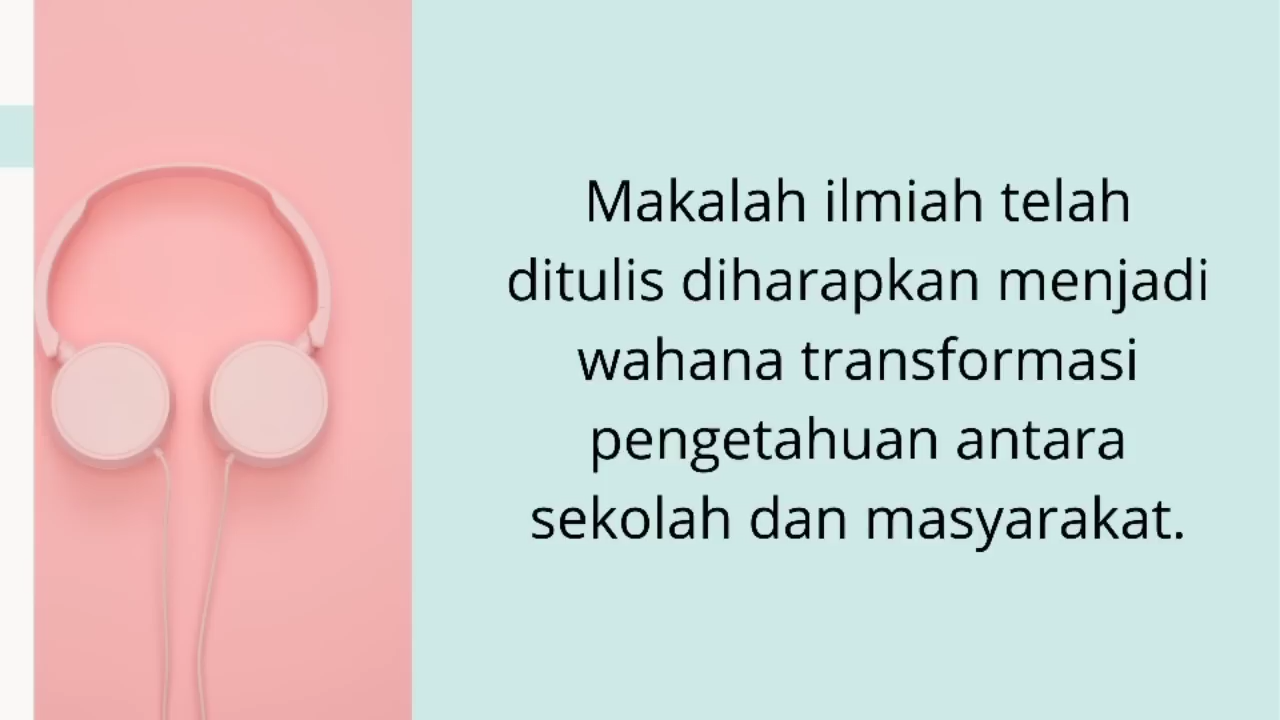 Makalah ilmiah telah
ditulis diharapkan menjadi
wahana transformasi
pengetahuan antara
sekolah dan masyarakat.